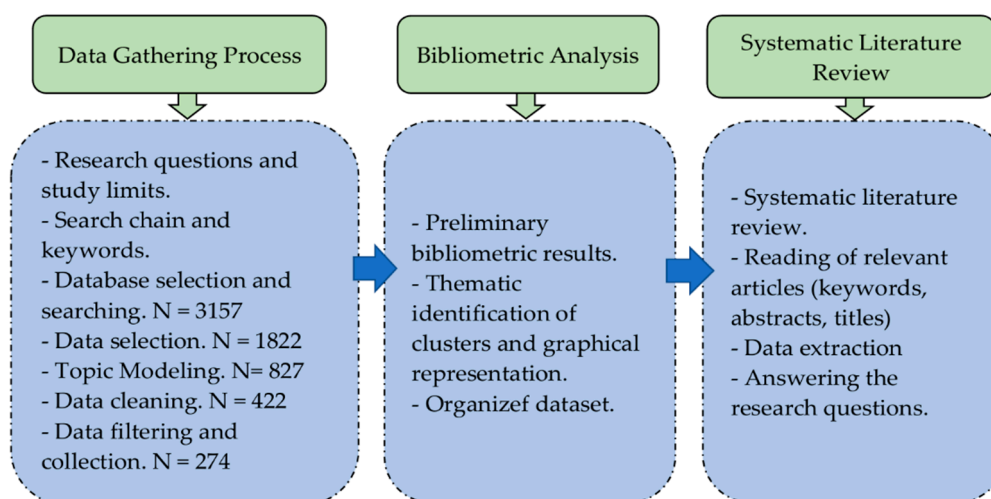 Data Gathering Process
- Research questions and
study limits.
- Search chain and
keywords.
- Database selection and
searching. N = 3157
- Data selection. N = 1822
- Topic Modeling. N= 827
- Data cleaning. N = 422
- Data filtering and
collection. N = 274
Bibliometric Analysis
- Preliminary
bibliometric results.
- Thematic
identification of
clusters and graphical
representation.
- Organizef dataset.
Systematic Literature
Review
- Systematic literature
review.
- Reading of relevant
articles (keywords,
abstracts, titles)
- Data extraction
- Answering the
research questions.